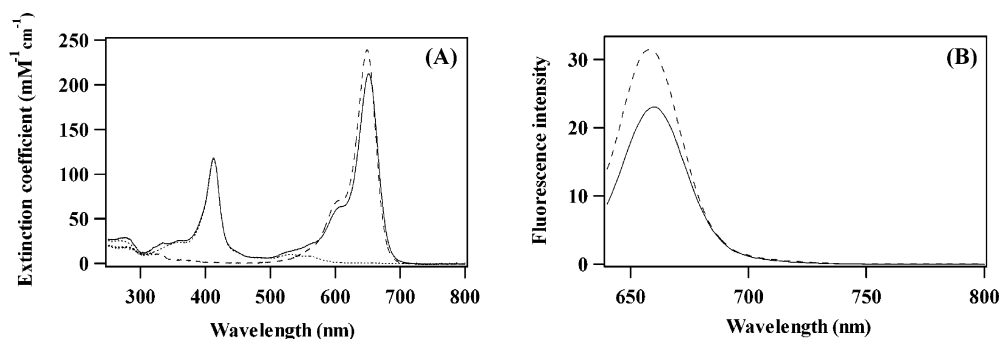 (A)
Extinction coefficient (mM⁻¹ cm⁻¹)
250
200
150
100
50
0
300 400 500 600 700 800
Wavelength (nm)
(B)
Fluorescence intensity
30
20
10
0
650 700 750 800
Wavelength (nm)